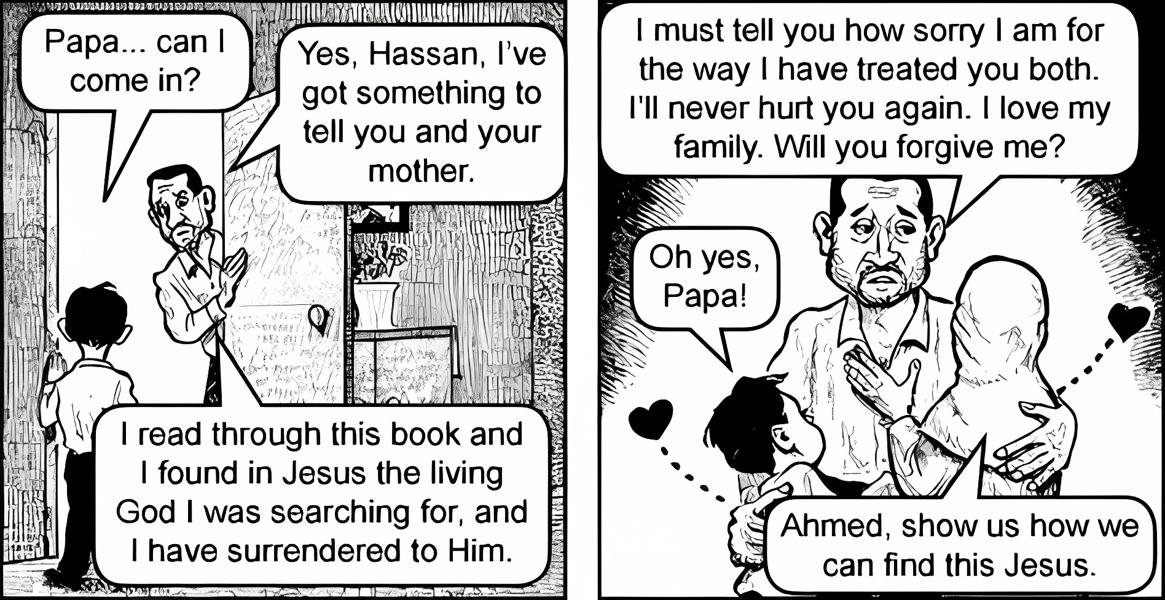 Papa... can I
come in?
Yes, Hassan, I've
got something to
tell you and your
mother.
I read through this book and
I found in Jesus the living
God I was searching for, and
I have surrendered to Him.
I must tell you how sorry I am for
the way I have treated you both.
I'll never hurt you again. I love my
family. Will you forgive me?
Oh yes,
Papa!
Ahmed, show us how we
can find this Jesus.